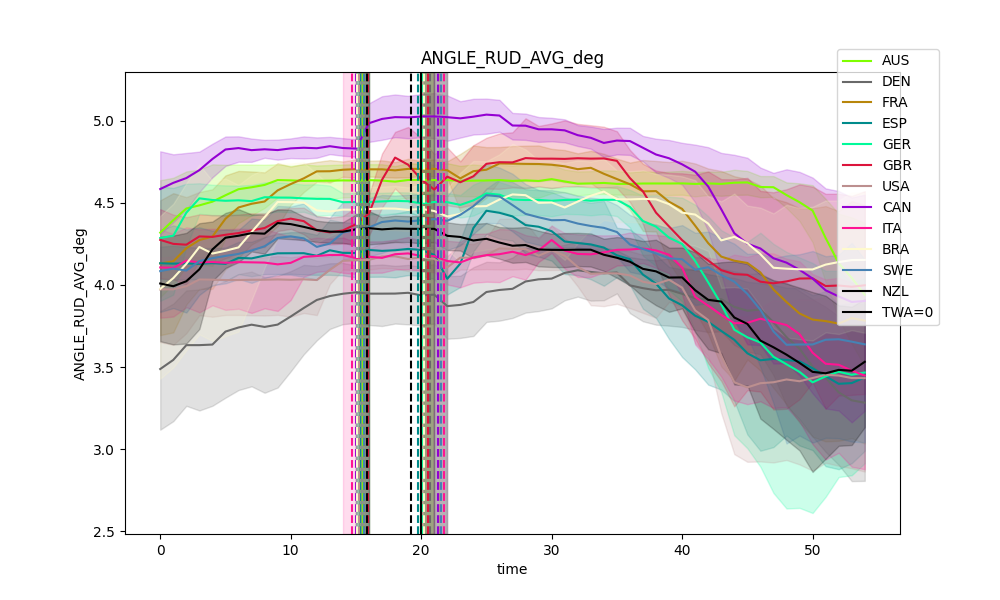 ANGLE_RUD_AVG_deg
ANGLE_RUD_AVG_deg
5.0
4.5
4.0
3.5
3.0
2.5
0
10
20
30
40
50
time
AUS
DEN
FRA
ESP
GER
GBR
USA
CAN
ITA
BRA
SWE
NZL
TWA=0